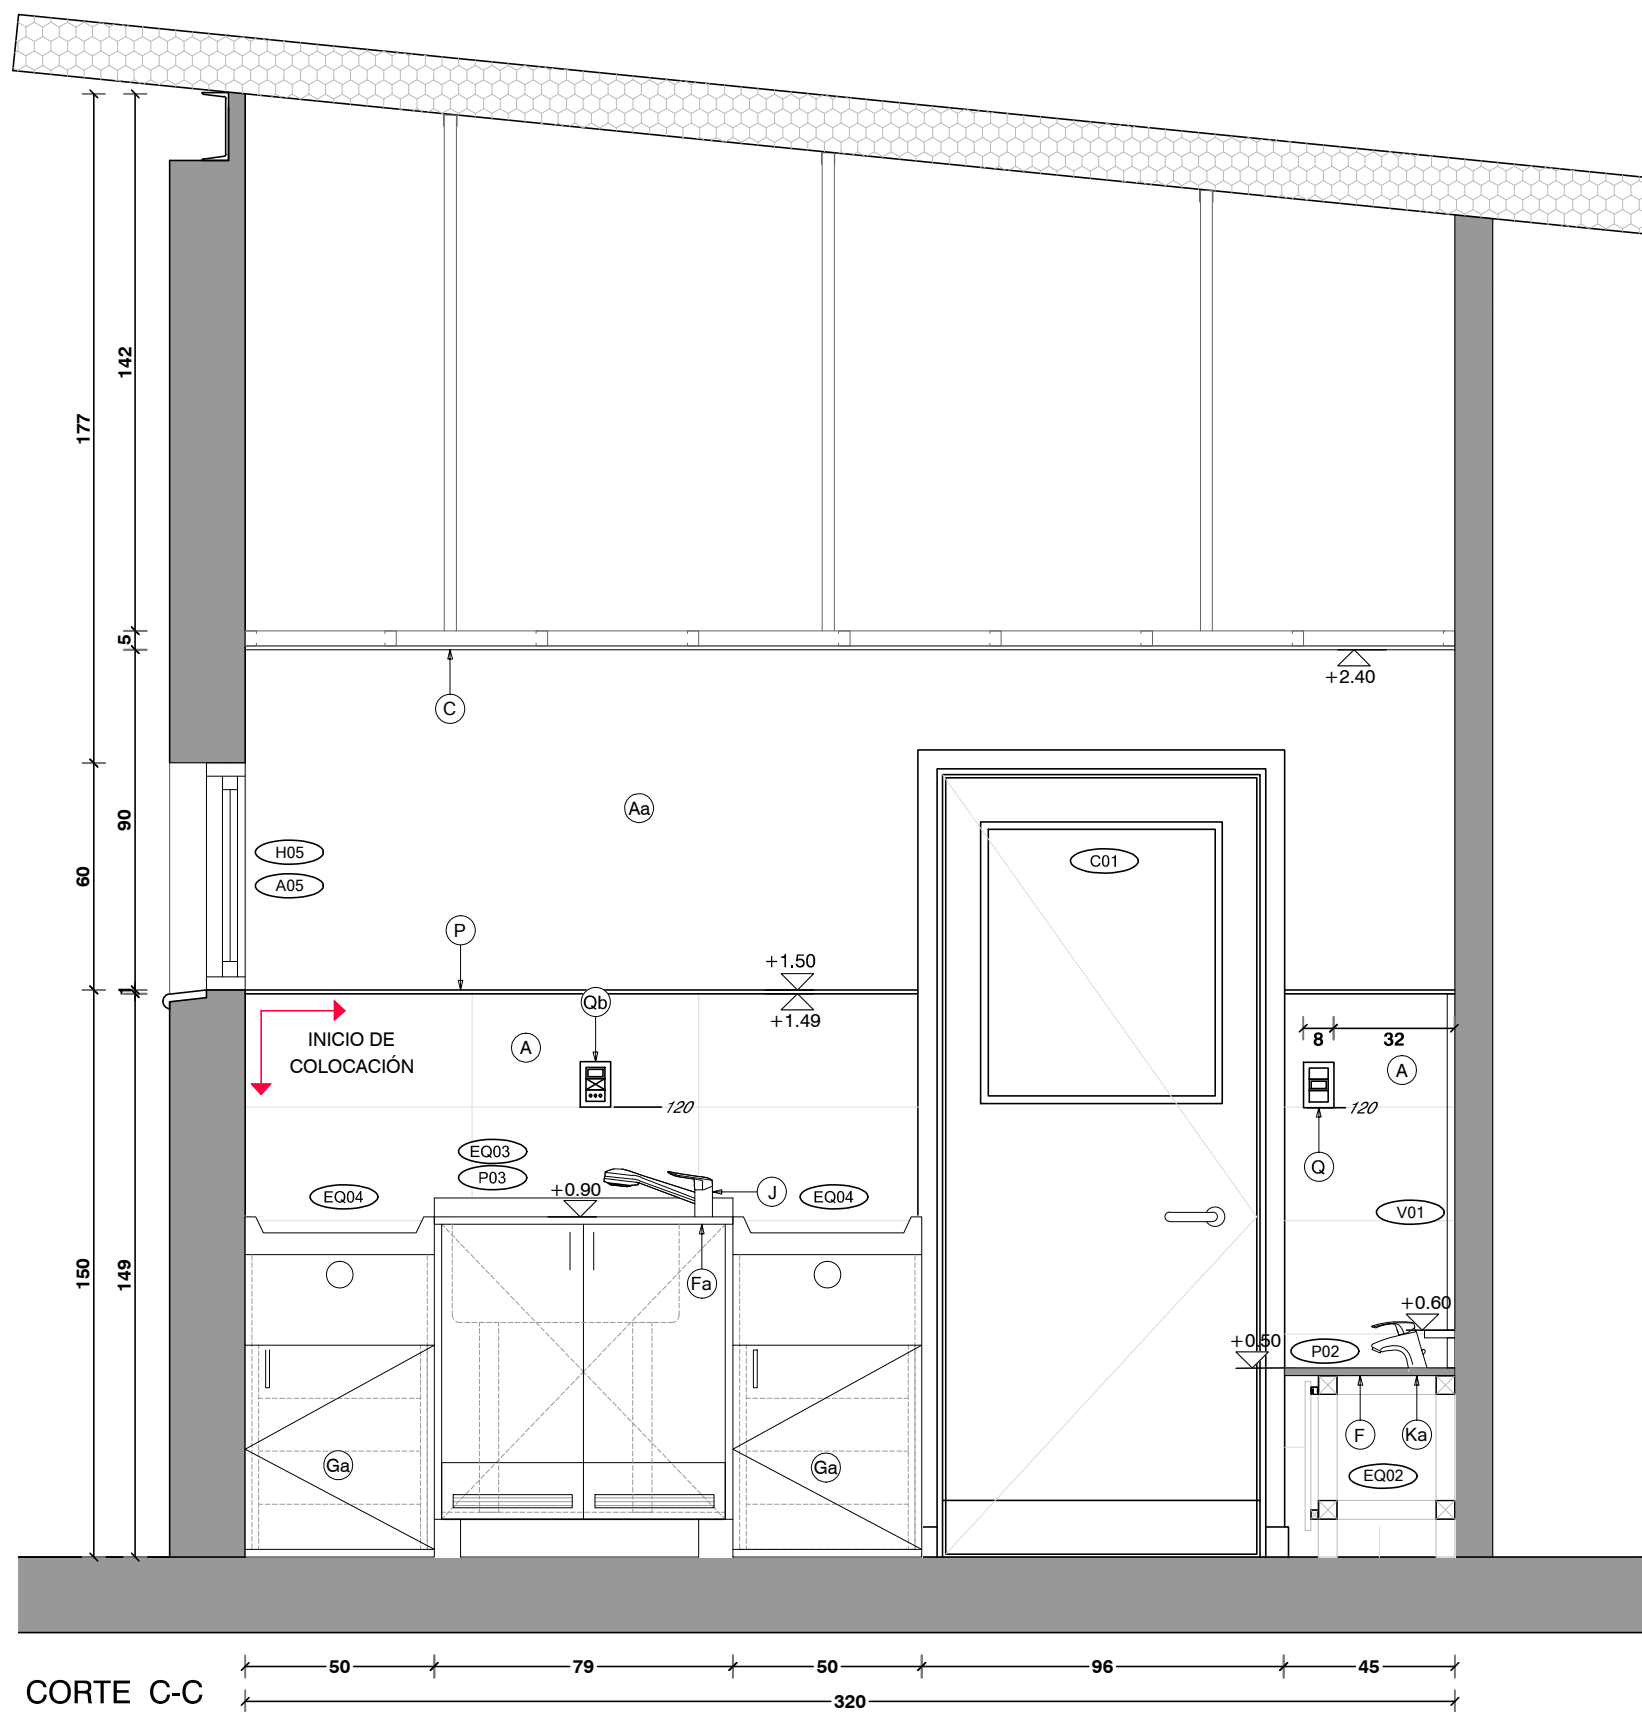 142
177
5
+2.40
C
90
Aa
H05
C01
60
A05
P
+1.50
Qb
+1.49
INICIO DE
COLOCACIÓN
A
8
32
A
120
120
EQ03
Q
P03
EQ04
+0.90
J
EQ04
V01
150
149
Fa
+0.60
+0.50
P02
F
Ka
Ga
Ga
EQ02
50
79
50
96
45
CORTE C-C
320